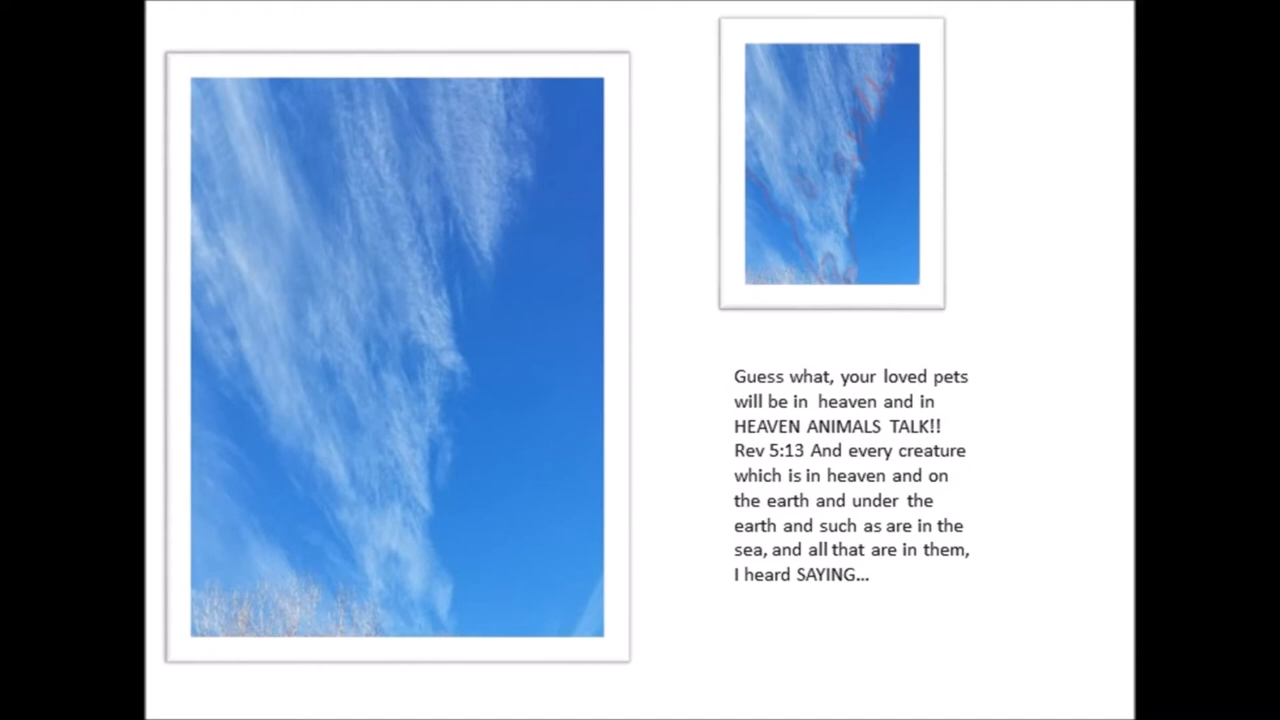 Guess what, your loved pets
will be in heaven and in
HEAVEN ANIMALS TALK!!
Rev 5:13 And every creature
which is in heaven and on
the earth and under the
earth and such as are in the
sea, and all that are in them,
I heard SAYING...